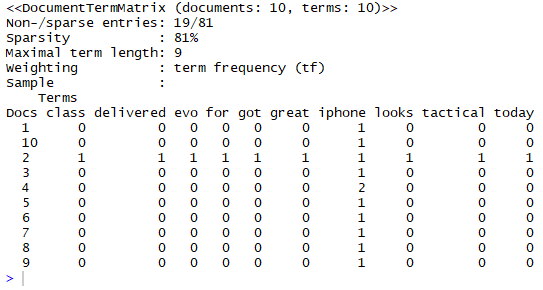 <<DocumentTermMatrix (documents: 10, terms: 10)>>
Non-/sparse entries: 19/81
Sparsity           : 81%
Maximal term length: 9
Weighting          : term frequency (tf)
Sample             :
    Terms
Docs class delivered evo for got great iphone looks tactical today
  1      0         0   0   0   0     0      1     0        0     0
  10     0         0   0   0   0     0      1     0        0     0
  2      1         1   1   1   1     1      1     1        1     1
  3      0         0   0   0   0     0      1     0        0     0
  4      0         0   0   0   0     0      2     0        0     0
  5      0         0   0   0   0     0      1     0        0     0
  6      0         0   0   0   0     0      1     0        0     0
  7      0         0   0   0   0     0      1     0        0     0
  8      0         0   0   0   0     0      1     0        0     0
  9      0         0   0   0   0     0      1     0        0     0
>